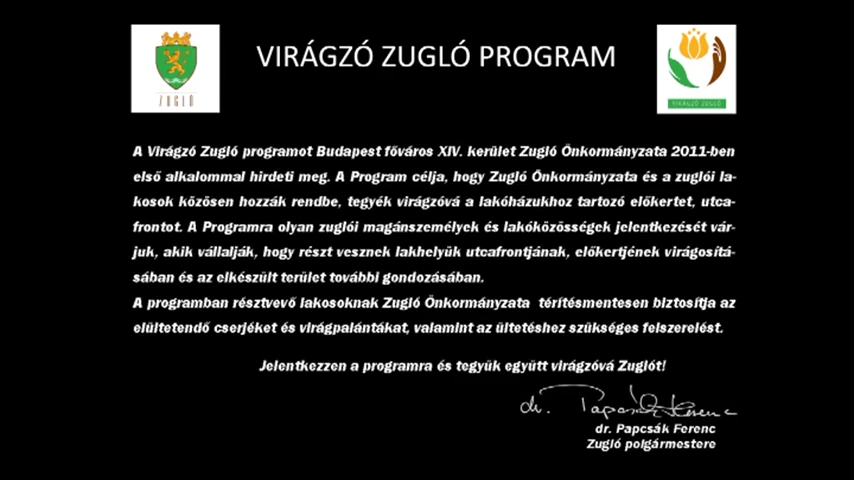 ZUGLÓ
VIRÁGZÓ ZUGLÓ PROGRAM
VIRÁGZÓ ZUGLÓ
A Virágzó Zugló programot Budapest főváros XIV. kerület Zugló Önkormányzata 2011-ben
első alkalommal hirdeti meg. A Program célja, hogy Zugló Önkormányzata és a zuglói la-
kosok közösen hozzák rendbe, tegyék virágzóvá a lakóházukhoz tartozó előkertet, utca-
frontot. A Programra olyan zuglói magánszemélyek és lakóközösségek jelentkezését vár-
juk, akik vállalják, hogy részt vesznek lakhelyük utcafrontjának, előkertjének virágosítá-
sában és az elkészült terület további gondozásában.
A programban résztvevő lakosoknak Zugló Önkormányzata térítésmentesen biztosítja az
elültetendő cserjéket és virágpalántákat, valamint az ültetéshez szükséges felszerelést.
Jelentkezzen a programra és tegyük együtt virágzóvá Zuglót!
dr. Papcsák Ferenc
dr. Papcsák Ferenc
Zugló polgármestere